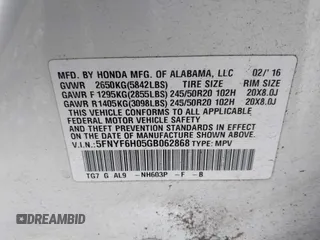 MFD. BY HONDA MFG. OF ALABAMA, LLC 02/'16
GVWR 2650KG(5842LBS) TIRE SIZE RIM SIZE
GAWR F 1295KG(2855LBS) 245/50R20 102H 20X8.0J
GAWR R 1405KG(3098LBS) 245/50R20 102H 20X8.0J
THIS VEHICLE CONFORMS TO ALL APPLICABLE FEDERAL MOTOR
VEHICLE SAFETY AND THEFT PREVENTION STANDARDS IN EFFECT
ON THE DATE OF MANUFACTURE SHOWN ABOVE.
V.I.N.: 5FNYF6H05GB062868 TYPE: MPV
TG7 G AL9 -NH603P -F -B
DREAMBID